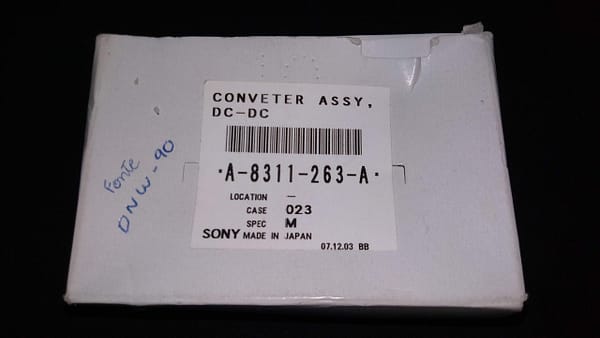 CONVETER ASSY,
DC-DC
·A-8311-263-A·
LOCATION -
CASE 023
SPEC M
SONY MADE IN JAPAN
07.12.03 BB
Fonte
DNW-90